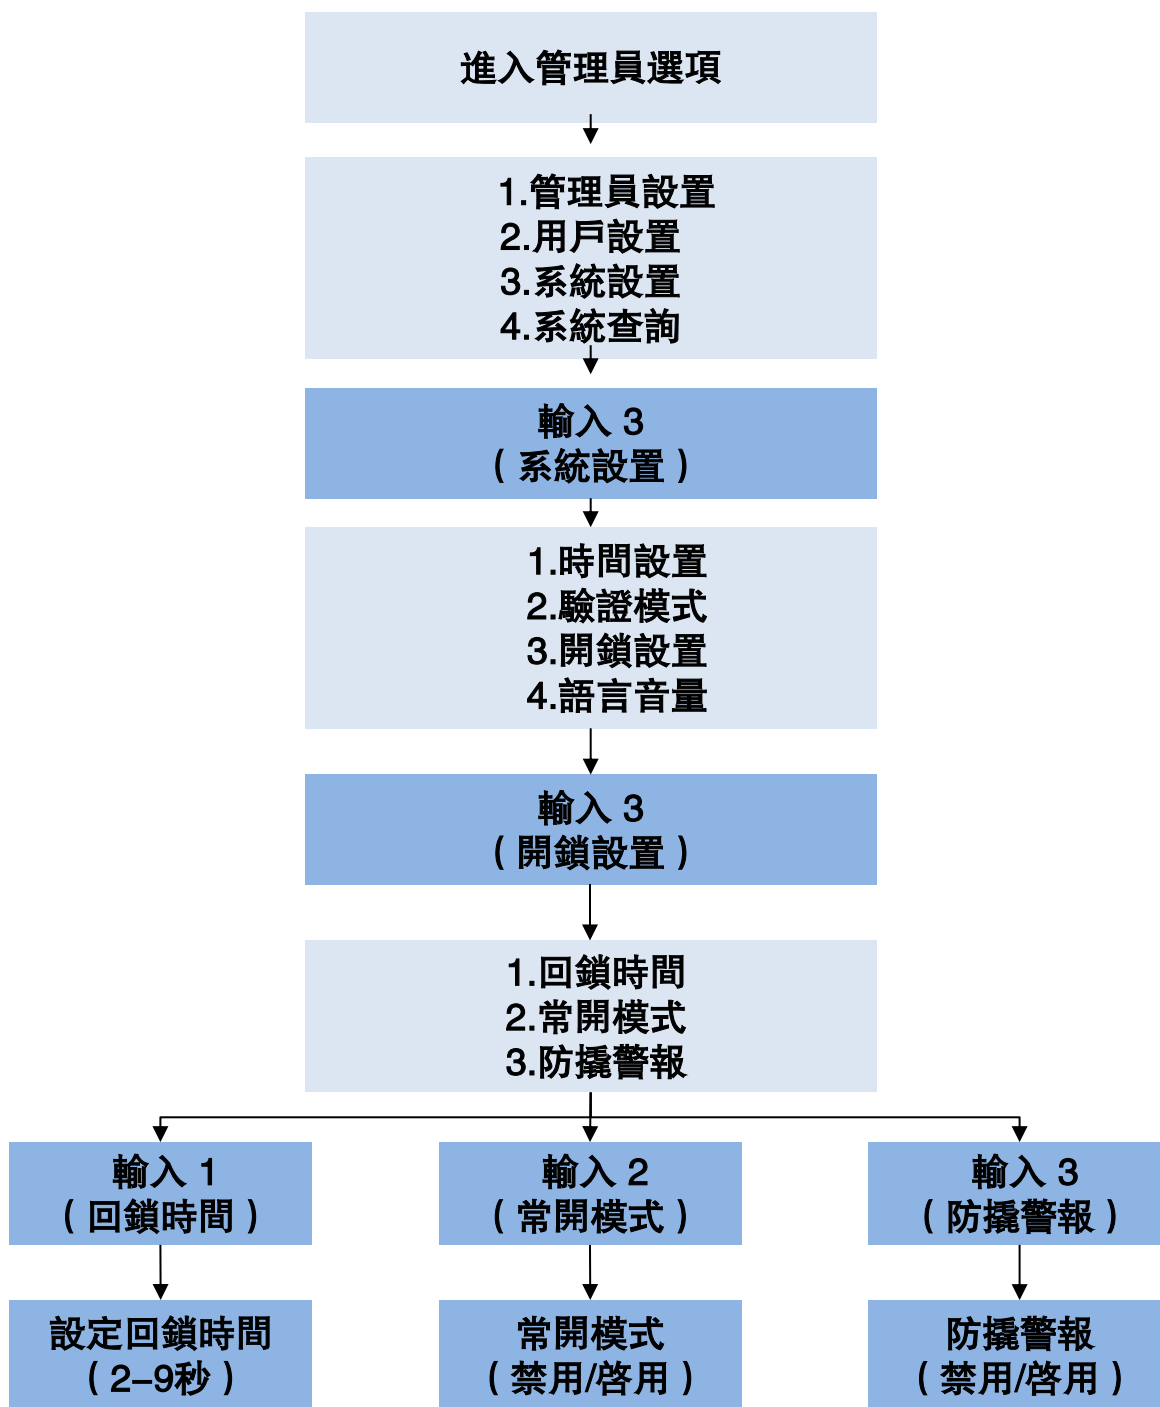 進入管理員選項
1.管理員設置
2.用戶設置
3.系統設置
4.系統查詢
輸入 3
（系統設置）
1.時間設置
2.驗證模式
3.開鎖設置
4.語言音量
輸入 3
（開鎖設置）
1.回鎖時間
2.常開模式
3.防撬警報
輸入 1
（回鎖時間）
輸入 2
（常開模式）
輸入 3
（防撬警報）
設定回鎖時間
（2–9秒）
常開模式
（禁用/啓用）
防撬警報
（禁用/啓用）